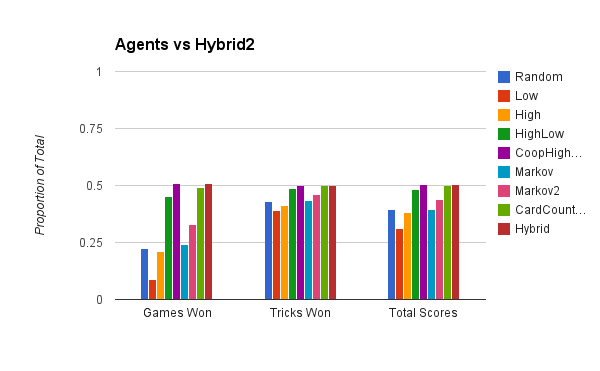 Agents vs Hybrid2
Proportion of Total
1
0.75
0.5
0.25
0
Games Won
Tricks Won
Total Scores
Random
Low
High
HighLow
CoopHigh...
Markov
Markov2
CardCount...
Hybrid